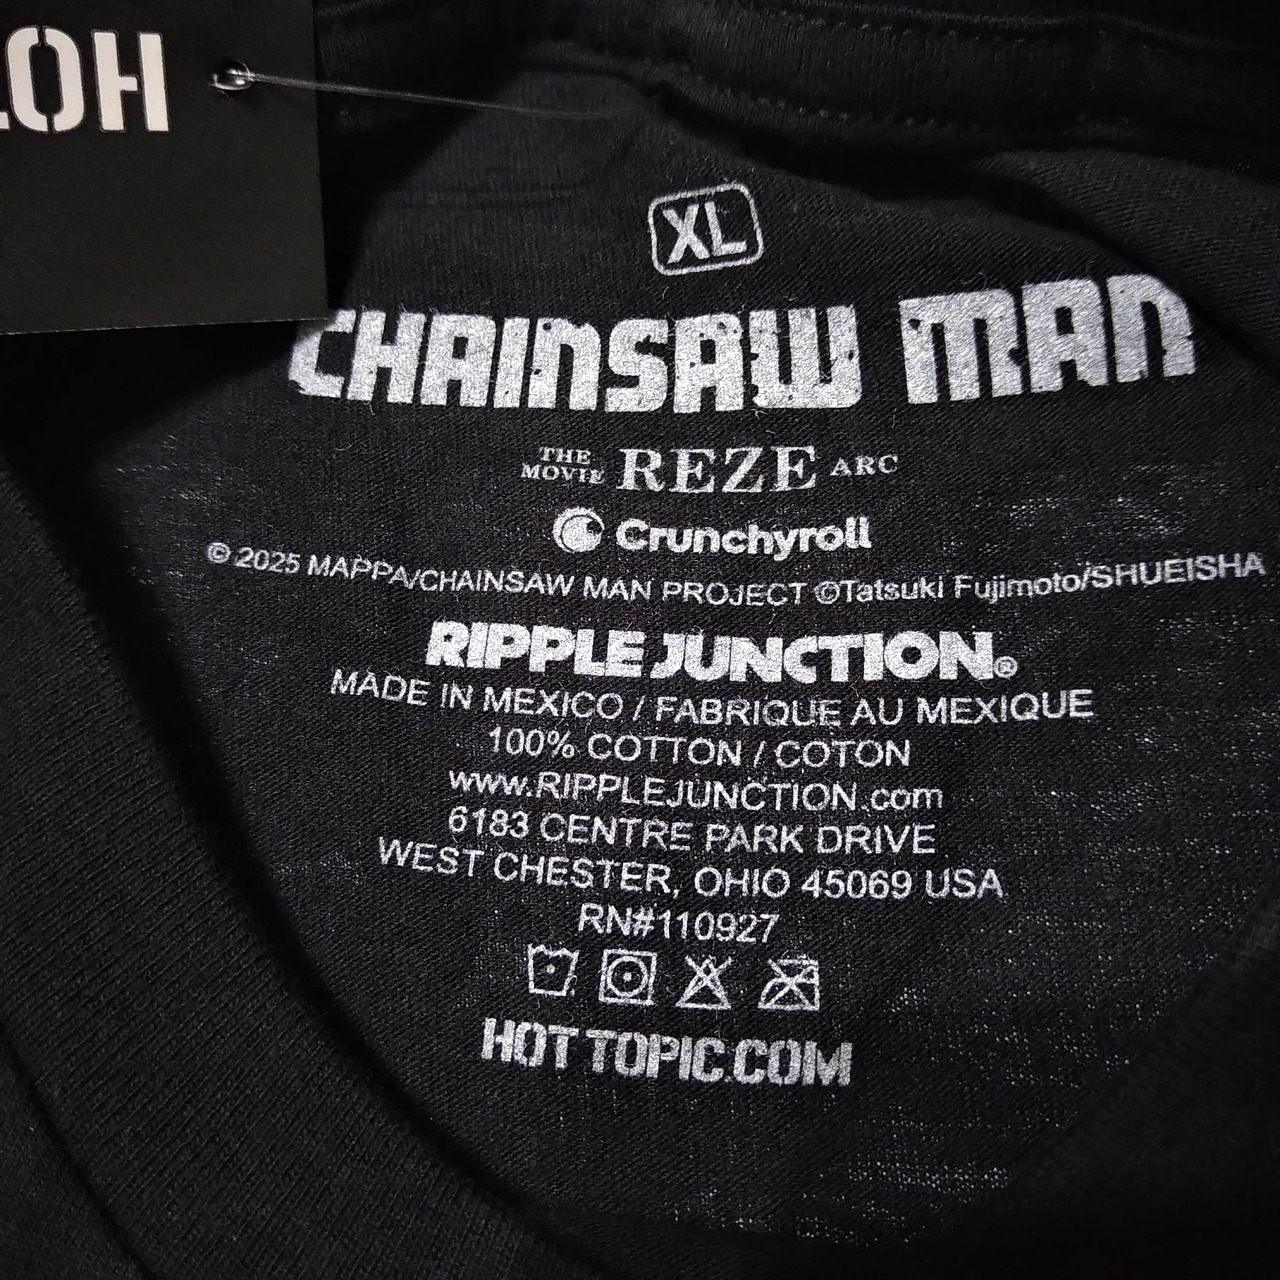 HO
XL
CHAINSAW MAN
THE MOVIE REZE ARC
Crunchyroll
© 2025 MAPPA/CHAINSAW MAN PROJECT ©Tatsuki Fujimoto/SHUEISHA
RIPPLE JUNCTION®
MADE IN MEXICO / FABRIQUE AU MEXIQUE
100% COTTON / COTON
www.RIPPLEJUNCTION.com
6183 CENTRE PARK DRIVE
WEST CHESTER, OHIO 45069 USA
RN#110927
HOT TOPIC.COM